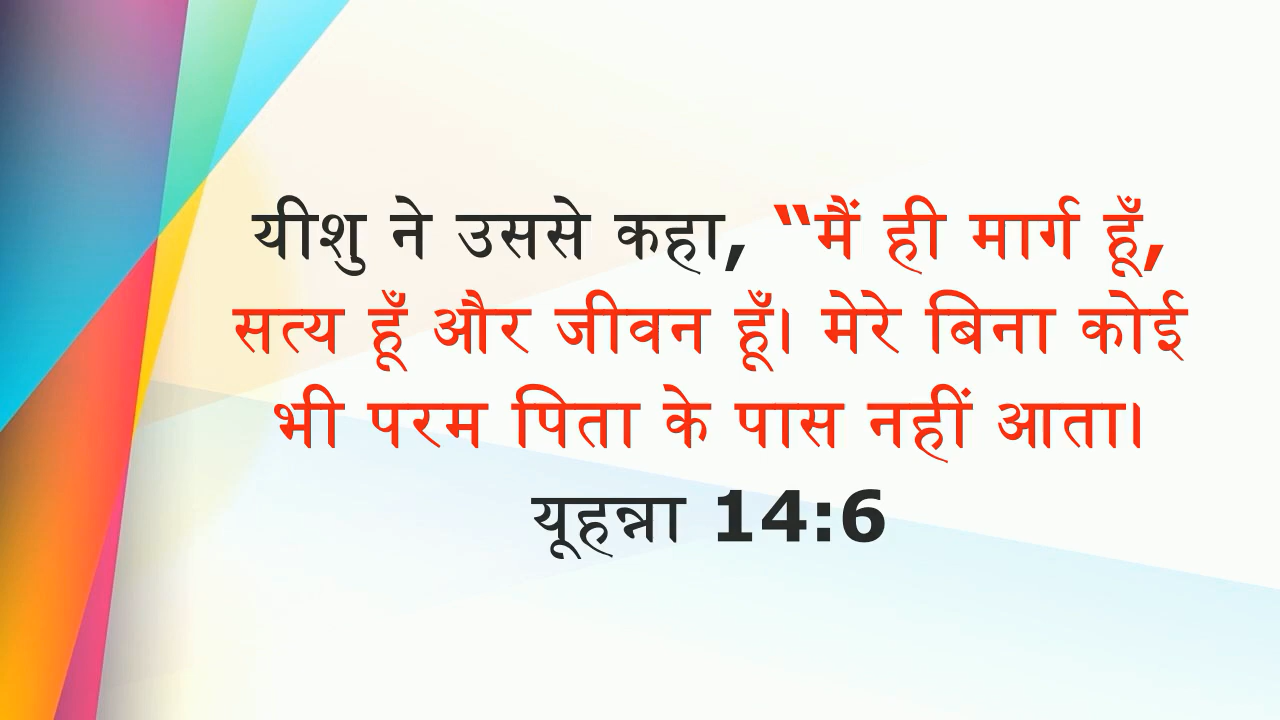 यीशु ने उससे कहा, “मैं ही मार्ग हूँ,
सत्य हूँ और जीवन हूँ। मेरे बिना कोई
भी परम पिता के पास नहीं आता।
यूहन्ना 14:6